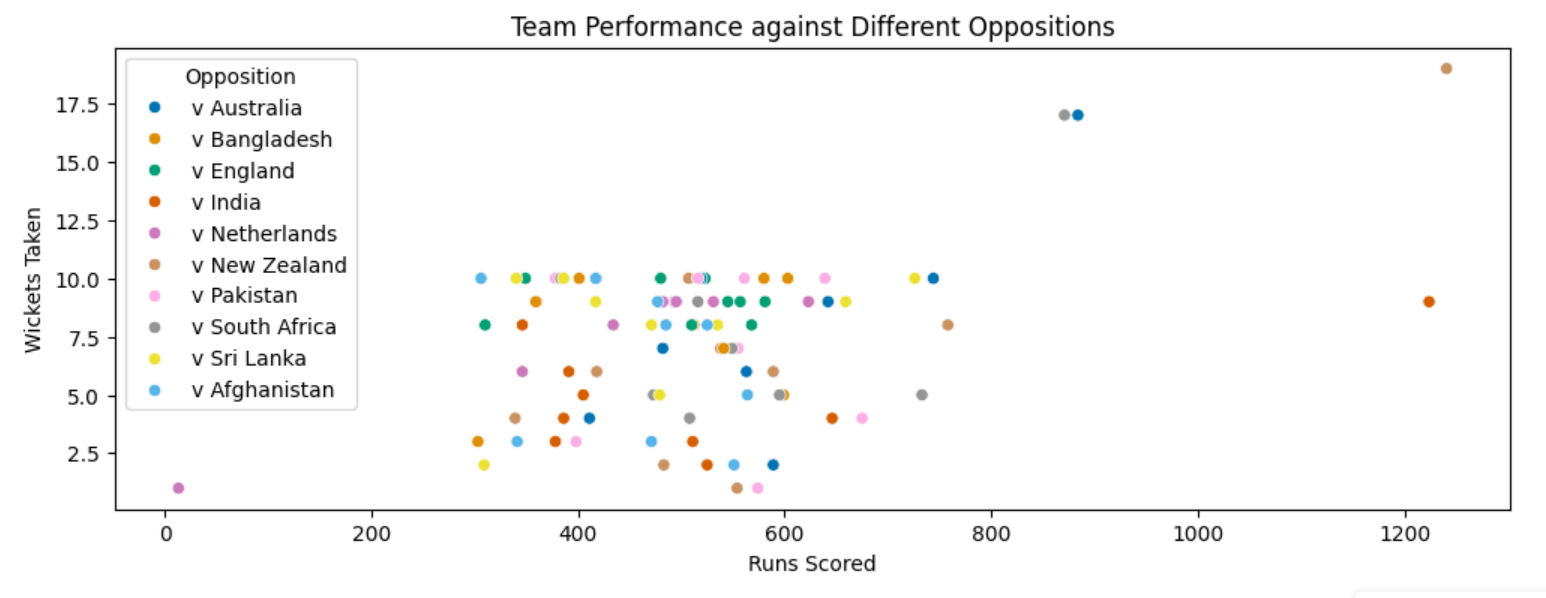 Team Performance against Different Oppositions
Opposition
v Australia
v Bangladesh
v England
v India
v Netherlands
v New Zealand
v Pakistan
v South Africa
v Sri Lanka
v Afghanistan
17.5
15.0
12.5
10.0
7.5
5.0
2.5
Wickets Taken
0 200 400 600 800 1000 1200
Runs Scored